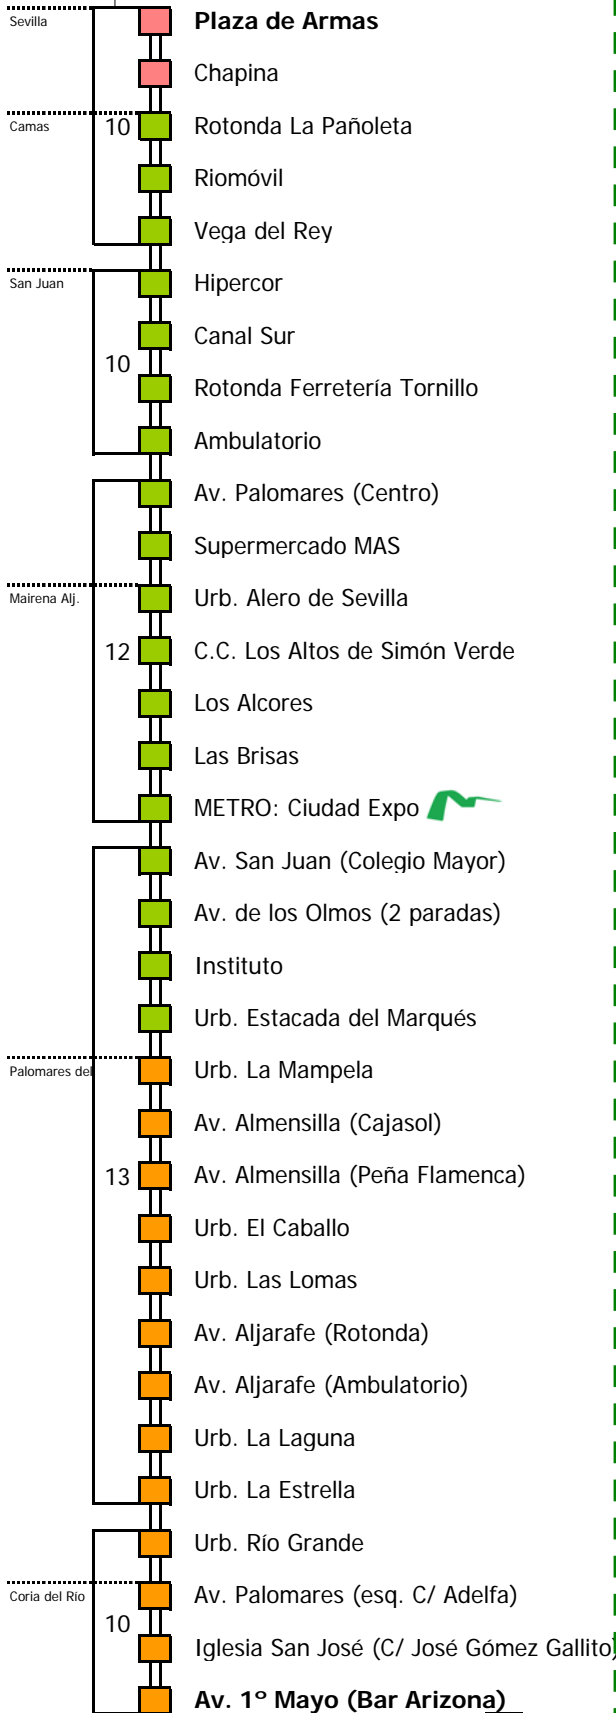 Sevilla
Plaza de Armas
Chapina
Camas
10
Rotonda La Pañoleta
Riomóvil
Vega del Rey
San Juan
Hipercor
Canal Sur
10
Rotonda Ferretería Tornillo
Ambulatorio
Av. Palomares (Centro)
Supermercado MAS
Mairena Alj.
Urb. Alero de Sevilla
12
C.C. Los Altos de Simón Verde
Los Alcores
Las Brisas
METRO: Ciudad Expo
Av. San Juan (Colegio Mayor)
Av. de los Olmos (2 paradas)
Instituto
Urb. Estacada del Marqués
Palomares del
Urb. La Mampela
Av. Almensilla (Cajasol)
13
Av. Almensilla (Peña Flamenca)
Urb. El Caballo
Urb. Las Lomas
Av. Aljarafe (Rotonda)
Av. Aljarafe (Ambulatorio)
Urb. La Laguna
Urb. La Estrella
Urb. Río Grande
Coria del Río
Av. Palomares (esq. C/ Adelfa)
10
Iglesia San José (C/ José Gómez Gallito)
Av. 1º Mayo (Bar Arizona)